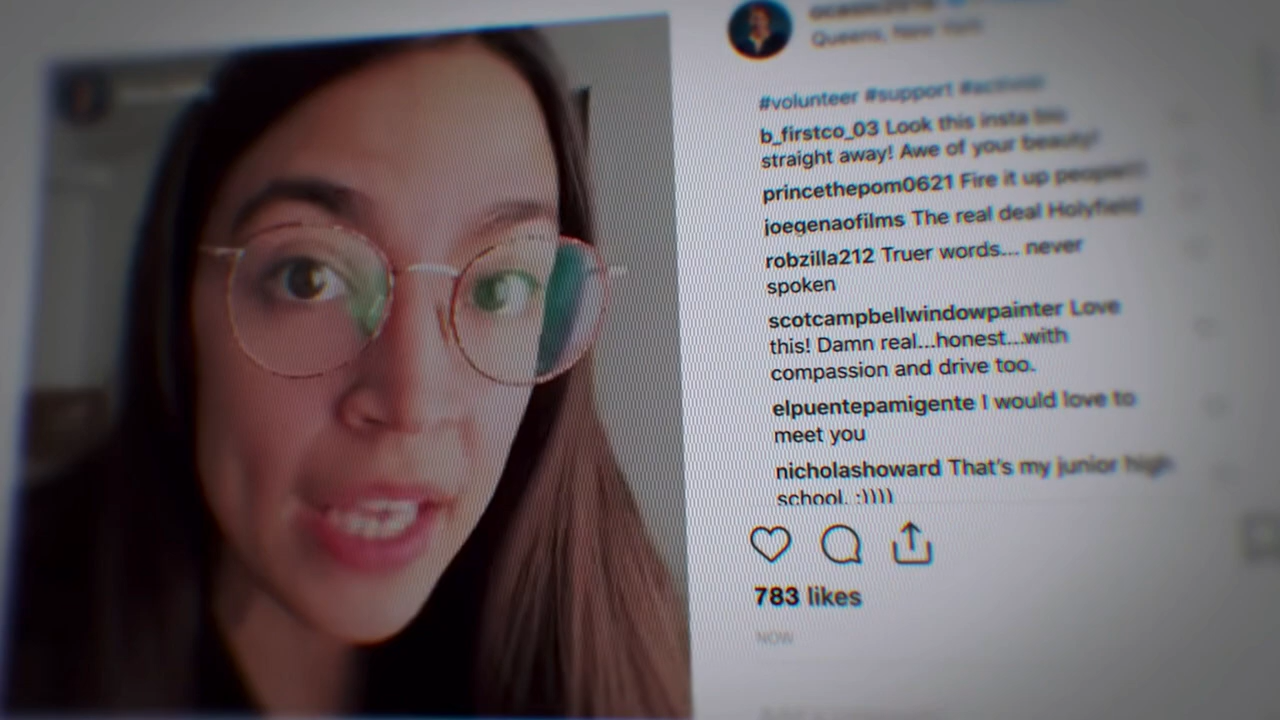 Queens, New York
#volunteer #support
b_firstco_03 Look this insta
straight away! Awe of your beauty!
princethepom0621 Fire it up
joegenaofilms The real deal Holyfield
robzilla212 Truer words... never
spoken
scotcampbellwindowpainter Love
this! Damn real...honest...with
compassion and drive too.
elpuentepamigente I would love to
meet you
nicholashoward That's my junior high
school. :))))
783 likes
NOW